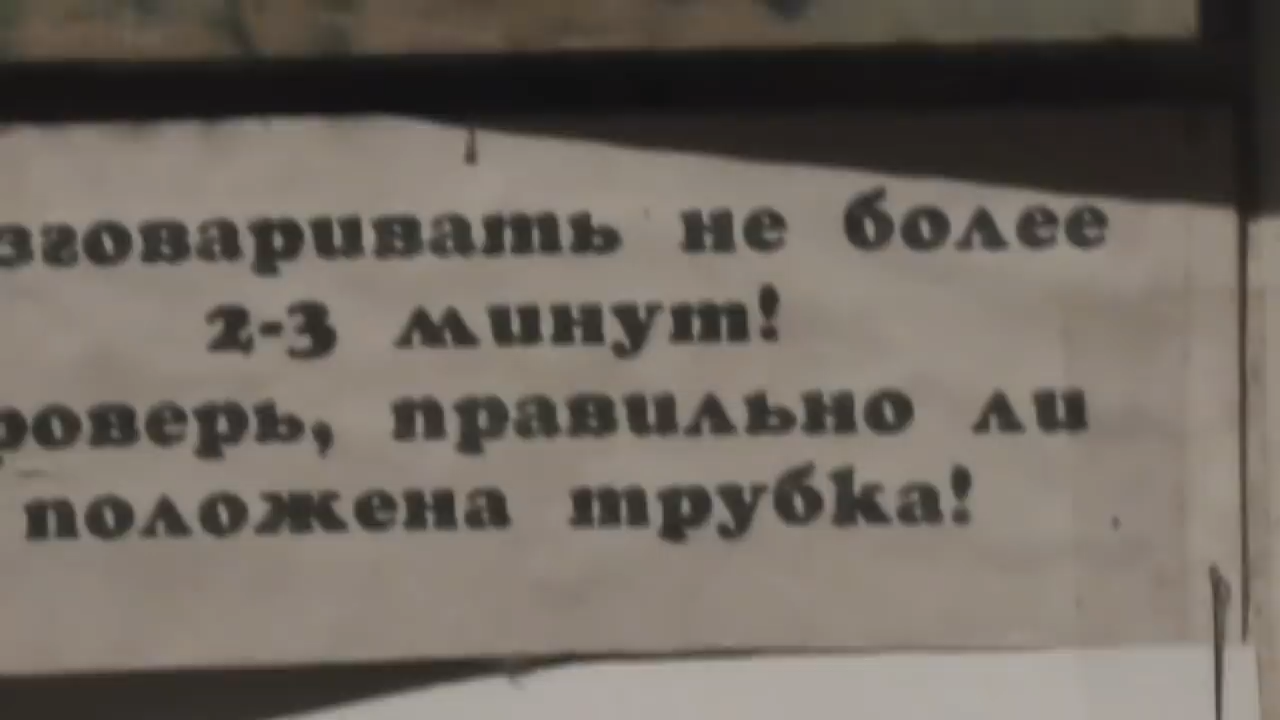 зговаривать не более
2-3 минут!
роверь, правильно ли
положена трубка!